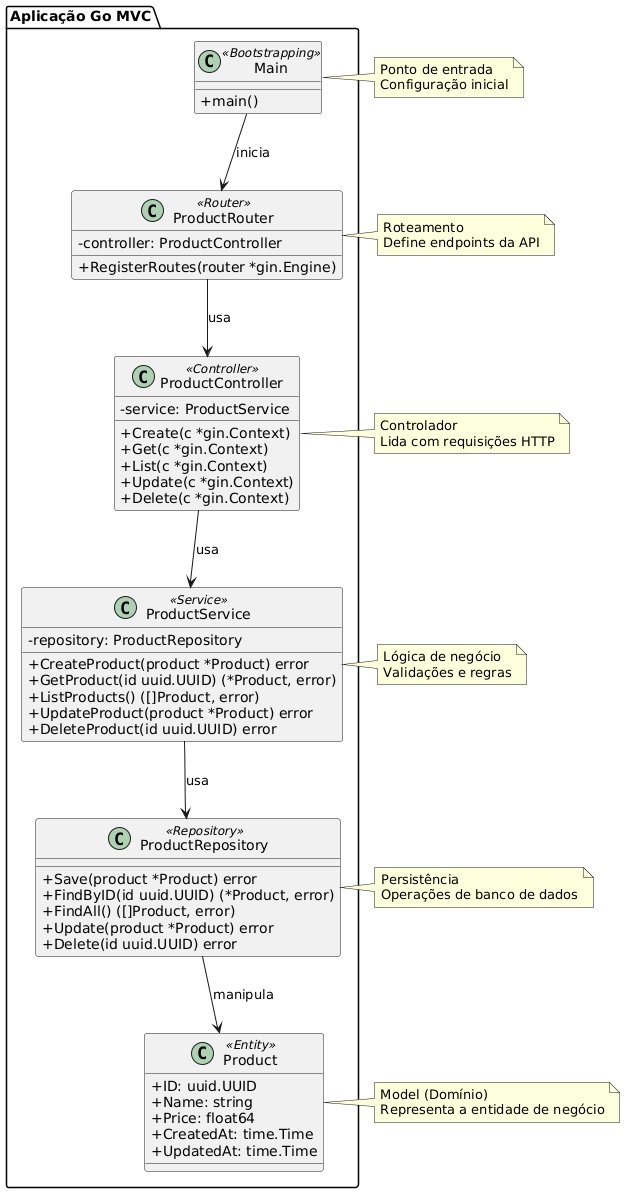 Aplicação Go MVC
C
«Bootstrapping»
Main
+main()
Ponto de entrada
Configuração inicial
inicia
C
«Router»
ProductRouter
-controller: ProductController
+RegisterRoutes(router *gin.Engine)
Roteamento
Define endpoints da API
usa
C
«Controller»
ProductController
-service: ProductService
+Create(c *gin.Context)
+Get(c *gin.Context)
+List(c *gin.Context)
+Update(c *gin.Context)
+Delete(c *gin.Context)
Controlador
Lida com requisições HTTP
usa
C
«Service»
ProductService
-repository: ProductRepository
+CreateProduct(product *Product) error
+GetProduct(id uuid.UUID) (*Product, error)
+ListProducts() ([]Product, error)
+UpdateProduct(product *Product) error
+DeleteProduct(id uuid.UUID) error
Lógica de negócio
Validações e regras
usa
C
«Repository»
ProductRepository
+Save(product *Product) error
+FindByID(id uuid.UUID) (*Product, error)
+FindAll() ([]Product, error)
+Update(product *Product) error
+Delete(id uuid.UUID) error
Persistência
Operações de banco de dados
manipula
C
«Entity»
Product
+ID: uuid.UUID
+Name: string
+Price: float64
+CreatedAt: time.Time
+UpdatedAt: time.Time
Model (Domínio)
Representa a entidade de negócio